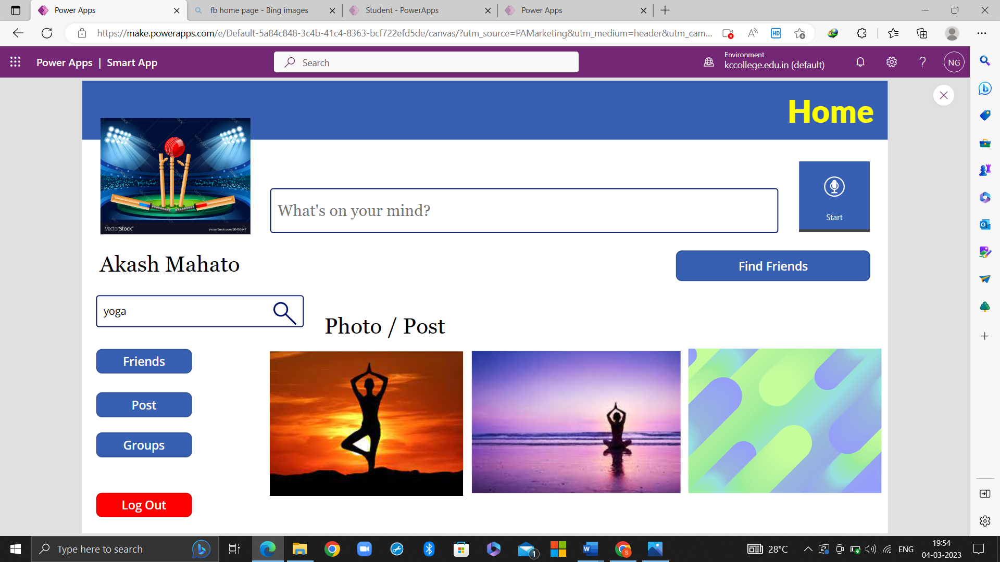 Power Apps
fb home page - Bing images
Student - PowerApps
Power Apps
https://make.powerapps.com/e/Default-5a84c848-3c4b-41c4-8363-bcf722efd5de/canvas/?utm_source=PAMarketing&utm_medium=header&utm_cam...
HD
Power Apps | Smart App
Search
Environment
kccollege.edu.in (default)
?
NG
Home
VectorStock®
VectorStock.com/20455647
What's on your mind?
Start
Akash Mahato
Find Friends
yoga
Photo / Post
Friends
Post
Groups
Log Out
Type here to search
1
28°C
ENG
19:54
04-03-2023